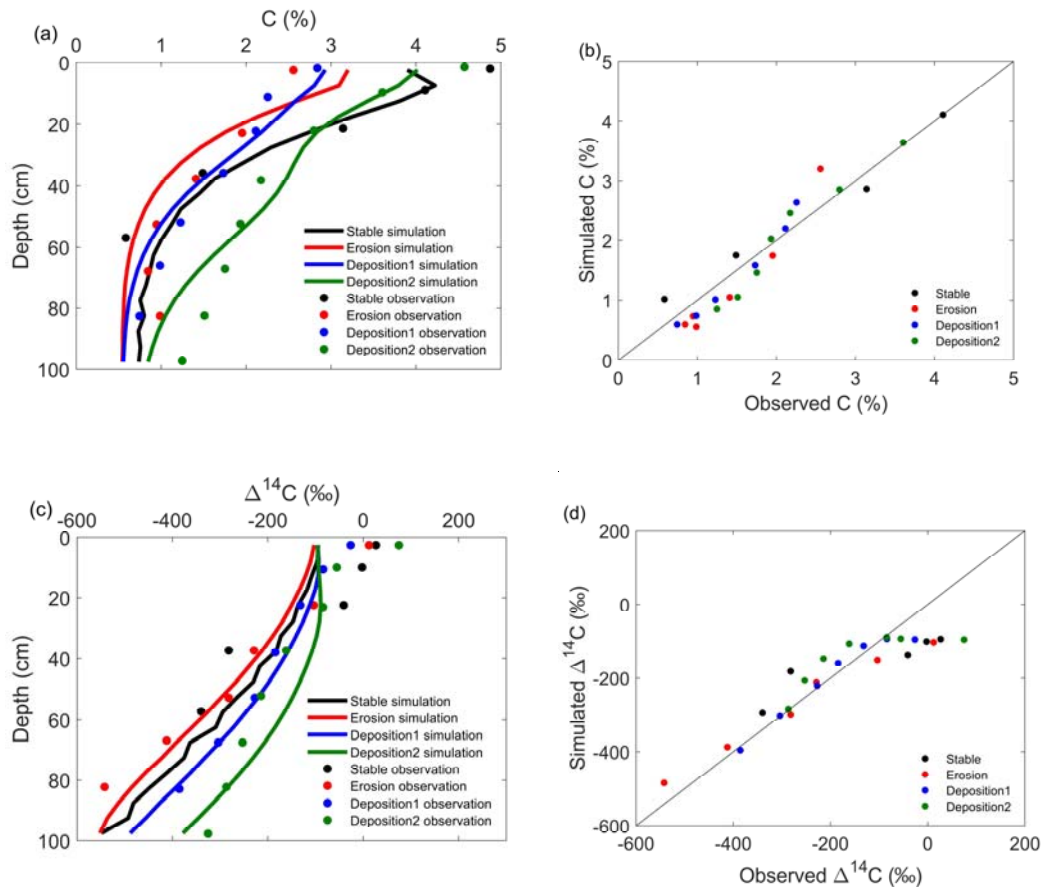 (a)
C (%)
0 1 2 3 4 5
0
20
40
60
80
100
Depth (cm)
Stable simulation
Erosion simulation
Deposition1 simulation
Deposition2 simulation
Stable observation
Erosion observation
Deposition1 observation
Deposition2 observation
(b)
5
4
3
2
1
0
Simulated C (%)
Stable
Erosion
Deposition1
Deposition2
0 1 2 3 4 5
Observed C (%)
(c)
Δ¹⁴C (‰)
-600 -400 -200 0 200
0
20
40
60
80
100
Depth (cm)
Stable simulation
Erosion simulation
Deposition1 simulation
Deposition2 simulation
Stable observation
Erosion observation
Deposition1 observation
Deposition2 observation
(d)
200
0
-200
-400
-600
Simulated Δ¹⁴C (‰)
Stable
Erosion
Deposition1
Deposition2
-600 -400 -200 0 200
Observed Δ¹⁴C (‰)